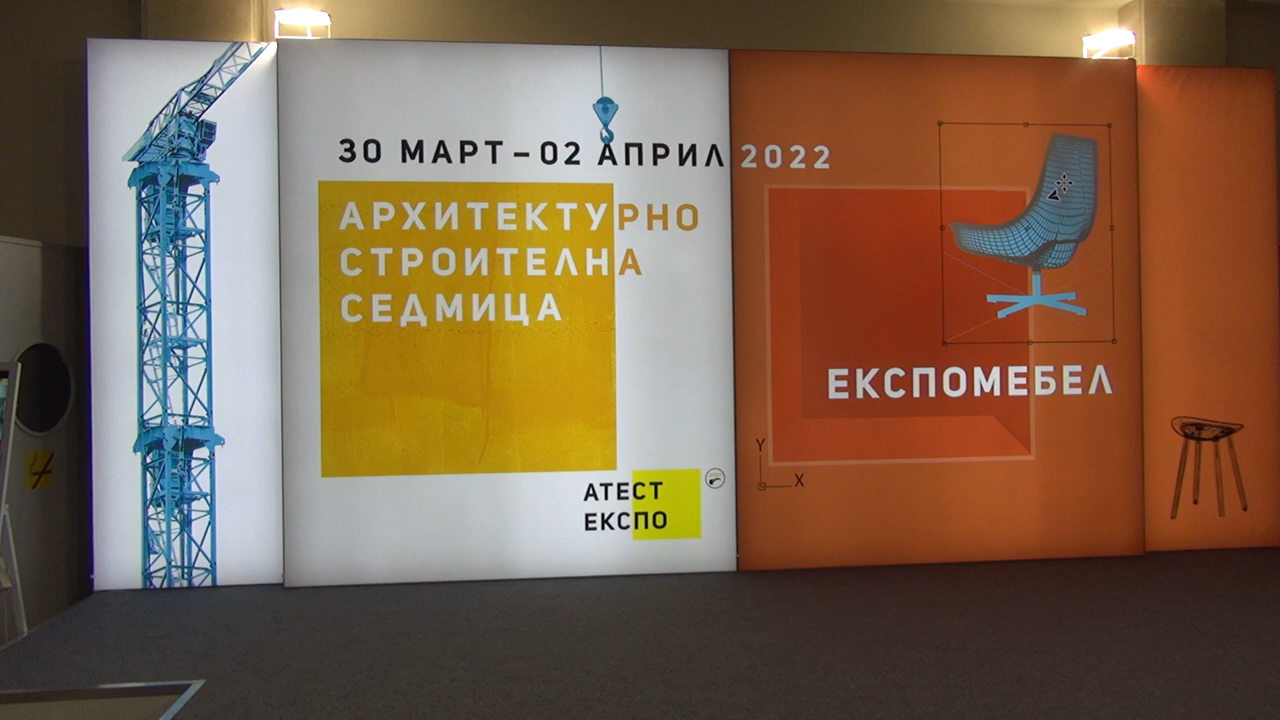 30 МАРТ – 02 АПРИЛ 2022
АРХИТЕКТУРНО
СТРОИТЕЛНА
СЕДМИЦА
ЕКСПОМЕБЕЛ
Y
X
АТЕСТ
ЕКСПО